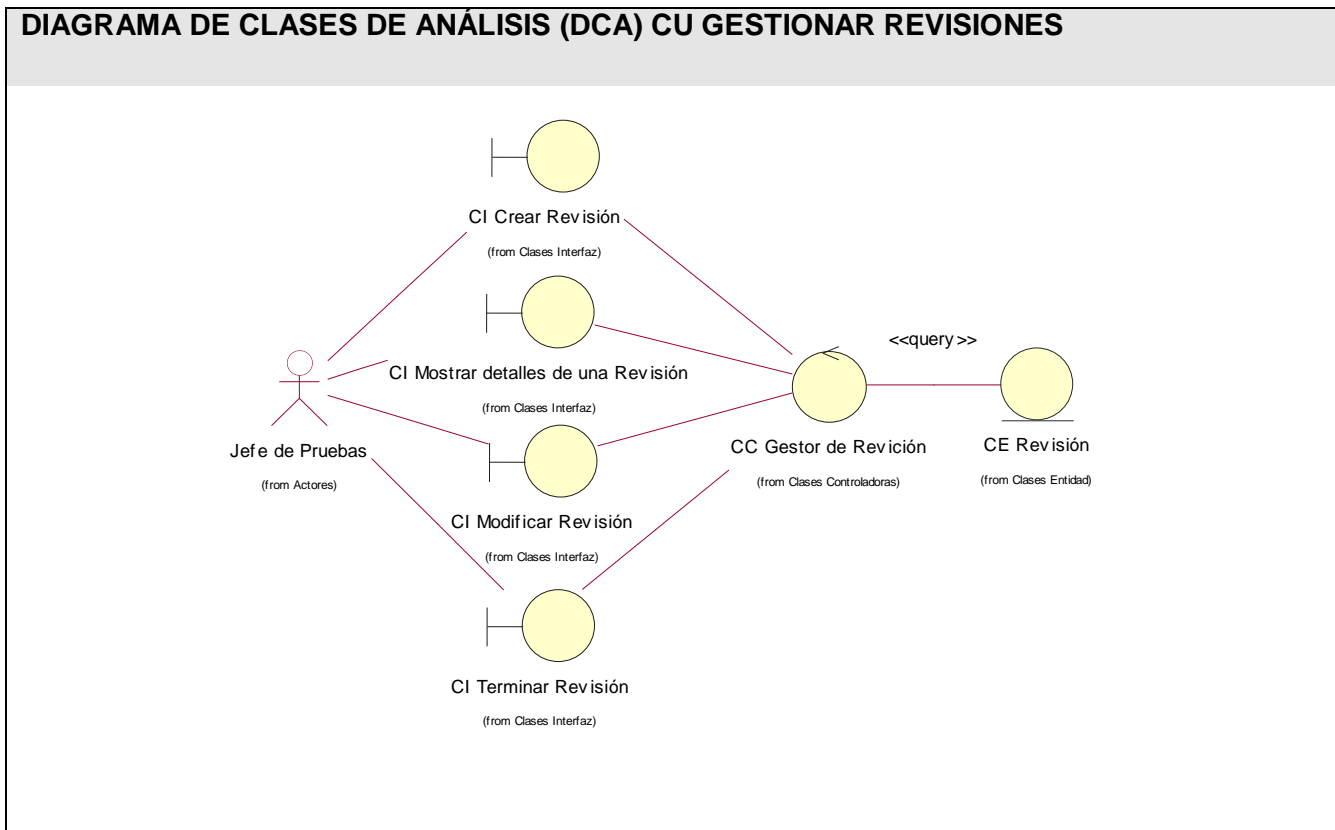 DIAGRAMA DE CLASES DE ANÁLISIS (DCA) CU GESTIONAR REVISIONES
CI Crear Revisión
(from Clases Interfaz)
<<query>>
CI Mostrar detalles de una Revisión
(from Clases Interfaz)
Jefe de Pruebas
(from Actores)
CC Gestor de Revición
(from Clases Controladoras)
CE Revisión
(from Clases Entidad)
CI Modificar Revisión
(from Clases Interfaz)
CI Terminar Revisión
(from Clases Interfaz)